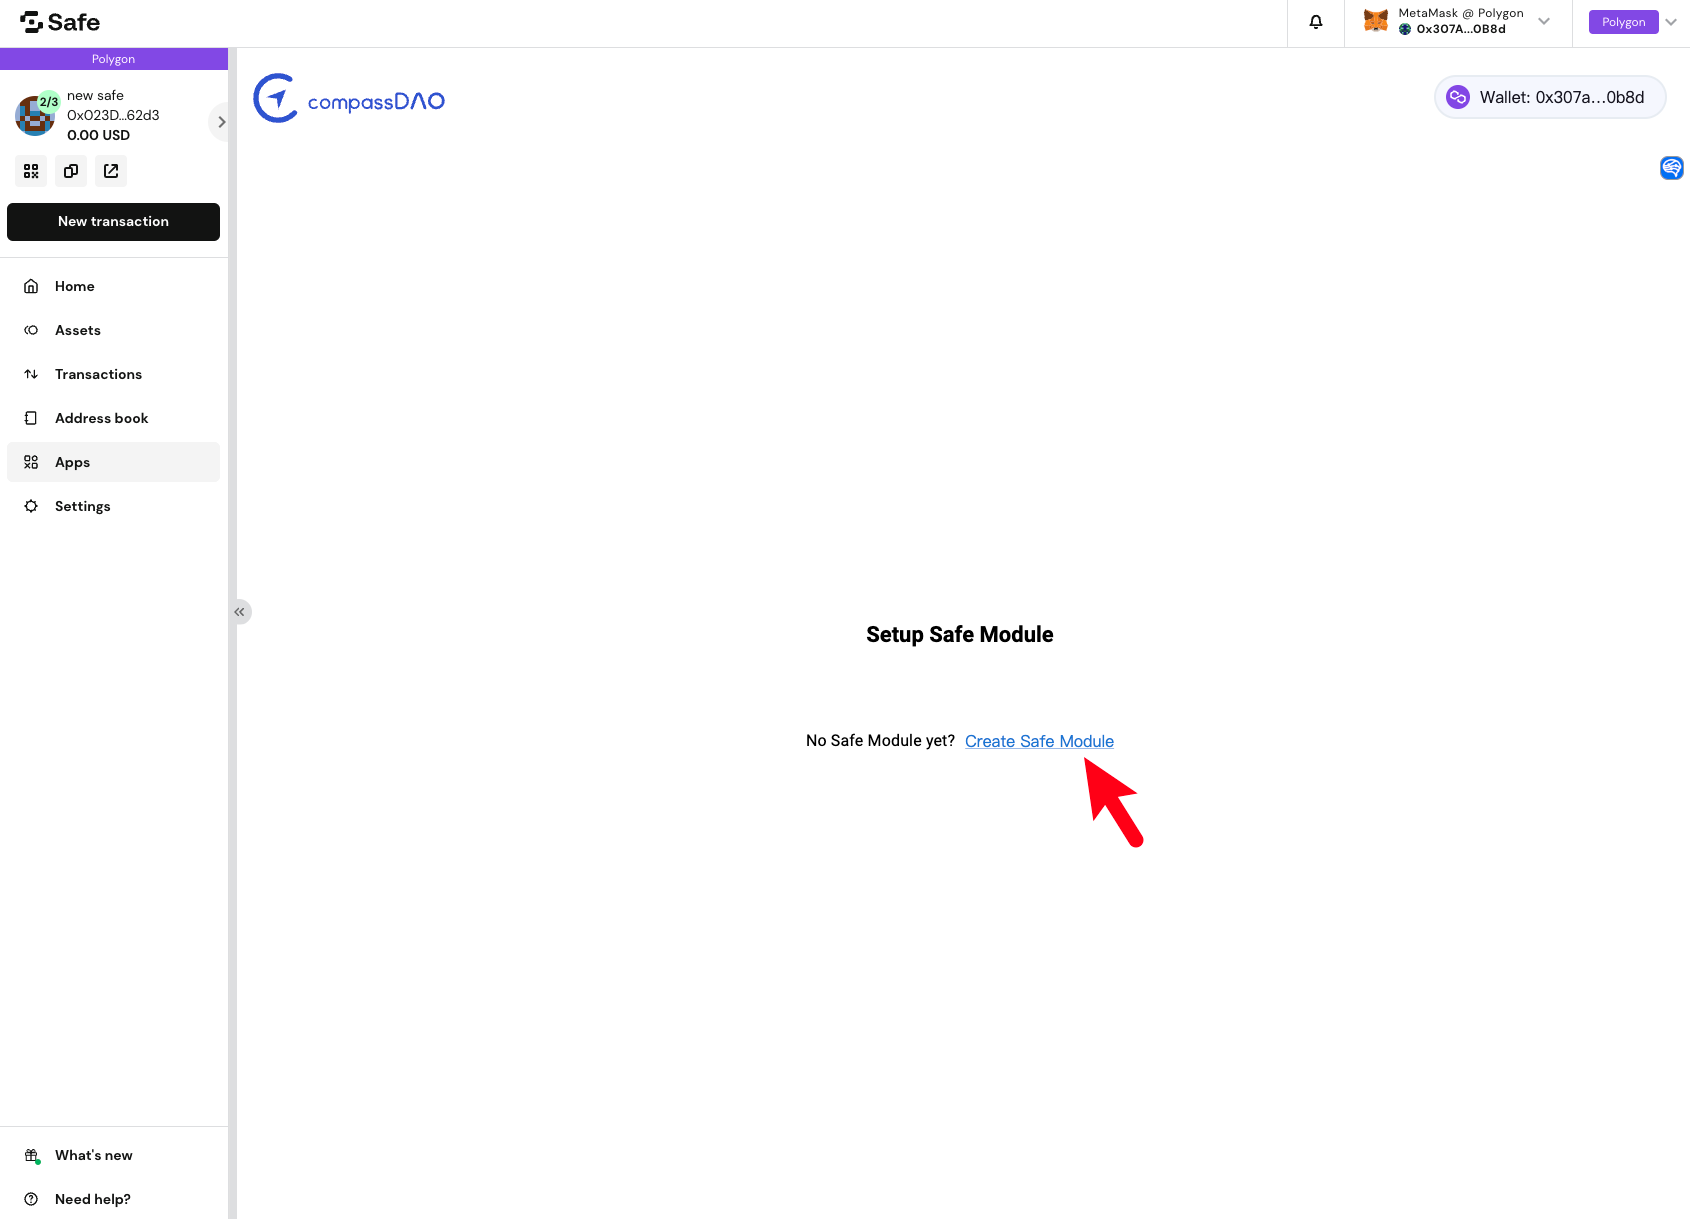 Safe
MetaMask @ Polygon
0x307A...0B8d
Polygon
Polygon
2/3
new safe
0x023D...62d3
0.00 USD
New transaction
Home
Assets
Transactions
Address book
Apps
Settings
What's new
Need help?
compassDAO
Wallet: 0x307a...0b8d
Setup Safe Module
No Safe Module yet? Create Safe Module